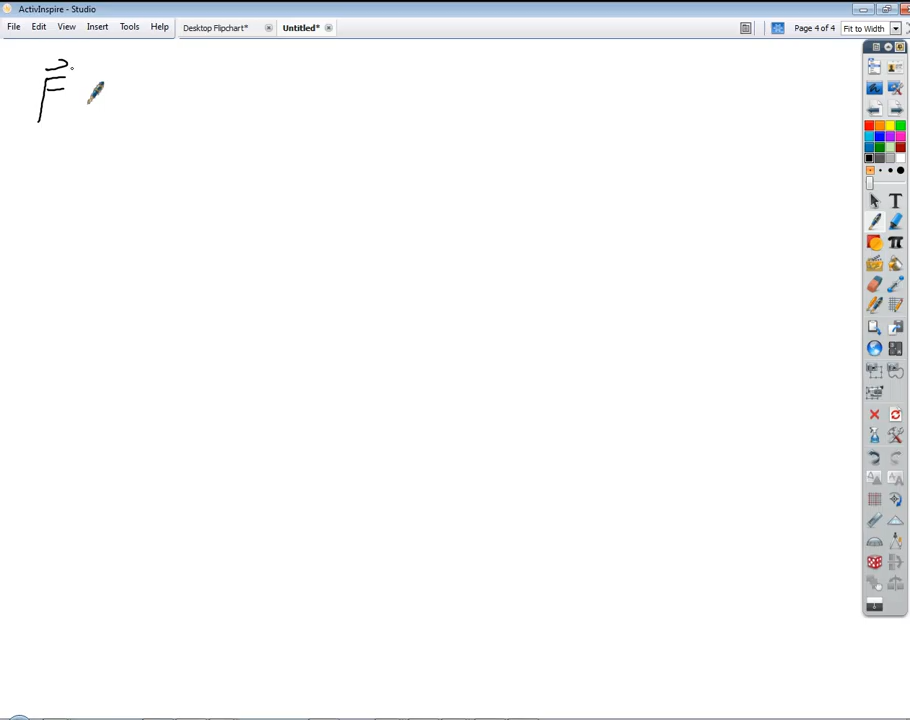 ActivInspire - Studio
File Edit View Insert Tools Help Desktop Flipchart* Untitled* Page 4 of 4 Fit to Width
F⃗